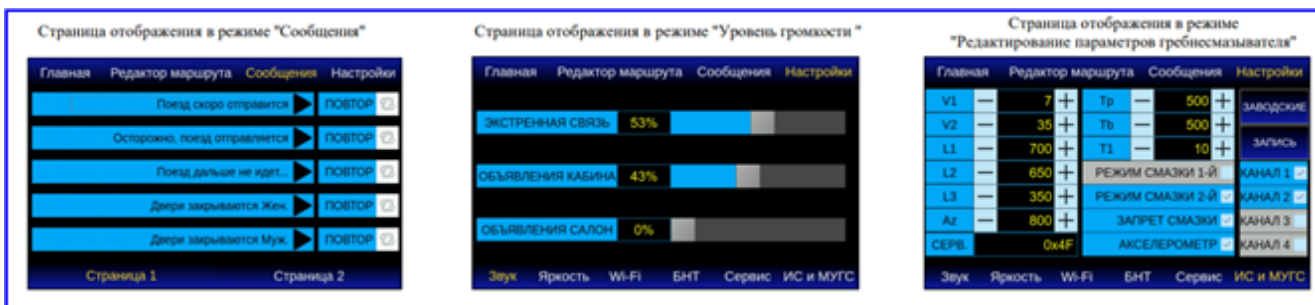 Страница отображения в режиме "Сообщения"
Главная Редактор маршрута Сообщения Настройки
Поезд скоро отправится ПОВТОР
Осторожно, поезд отправляется ПОВТОР
Поезд дальше не идет... ПОВТОР
Двери закрываются Жен. ПОВТОР
Двери закрываются Муж. ПОВТОР
Страница 1 Страница 2
Страница отображения в режиме "Уровень громкости "
Главная Редактор маршрута Сообщения Настройки
ЭКСТРЕННАЯ СВЯЗЬ 53%
ОБЪЯВЛЕНИЯ КАБИНА 43%
ОБЪЯВЛЕНИЯ САЛОН 0%
Звук Яркость Wi-Fi БНТ Сервис ИС и МУГС
Страница отображения в режиме
"Редактирование параметров гребнесмазывателя"
Главная Редактор маршрута Сообщения Настройки
V1 — 7 + Tp — 500 + ЗАВОДСКИЕ
V2 — 35 + Tb — 500 +
L1 — 700 + T1 — 10 + ЗАПИСЬ
L2 — 650 + РЕЖИМ СМАЗКИ 1-Й КАНАЛ 1
L3 — 350 + РЕЖИМ СМАЗКИ 2-Й КАНАЛ 2
Az — 800 + ЗАПРЕТ СМАЗКИ КАНАЛ 3
СЕРВ. 0x4F АКСЕЛЕРОМЕТР КАНАЛ 4
Звук Яркость Wi-Fi БНТ Сервис ИС и МУГС